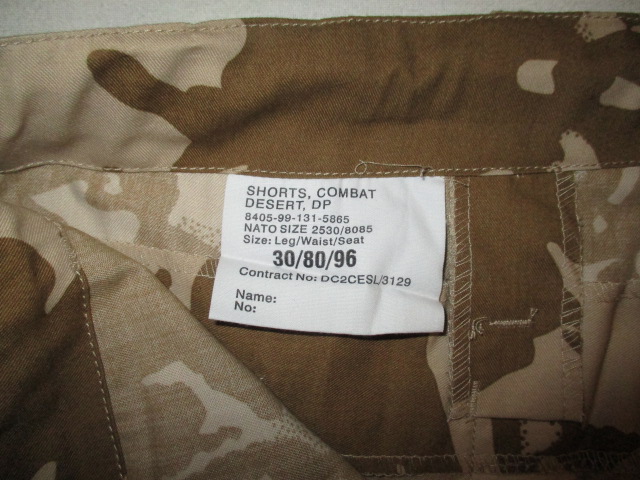 SHORTS, COMBAT
DESERT, DP
8405-99-131-5865
NATO SIZE 2530/8085
Size: Leg/Waist/Seat
30/80/96
Contract No: DC2CESL/3129
Name:
No: